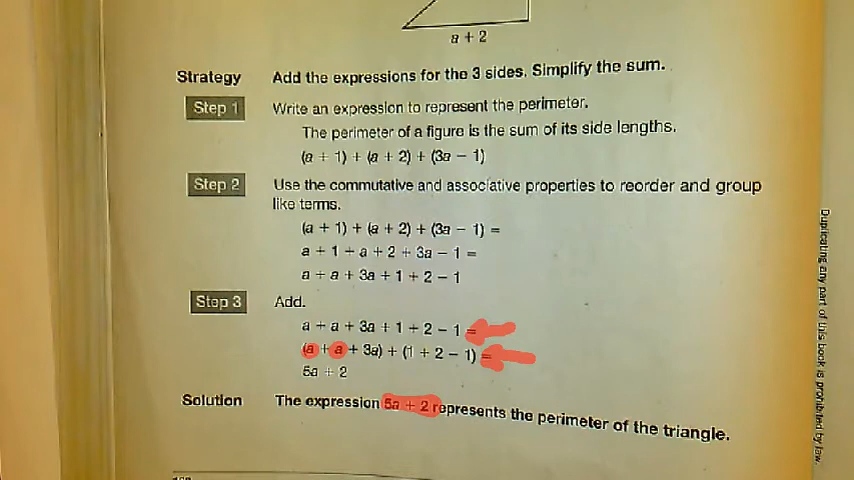 a + 2
Strategy Add the expressions for the 3 sides. Simplify the sum.
Step 1 Write an expression to represent the perimeter.
The perimeter of a figure is the sum of its side lengths.
(a + 1) + (a + 2) + (3a − 1)
Step 2 Use the commutative and associative properties to reorder and group
like terms.
(a + 1) + (a + 2) + (3a − 1) =
a + 1 + a + 2 + 3a − 1 =
a + a + 3a + 1 + 2 − 1
Step 3 Add.
a + a + 3a + 1 + 2 − 1 =
(a + a + 3a) + (1 + 2 − 1) =
5a + 2
Solution The expression 5a + 2 represents the perimeter of the triangle.
Duplicating any part of this book is prohibited by law.